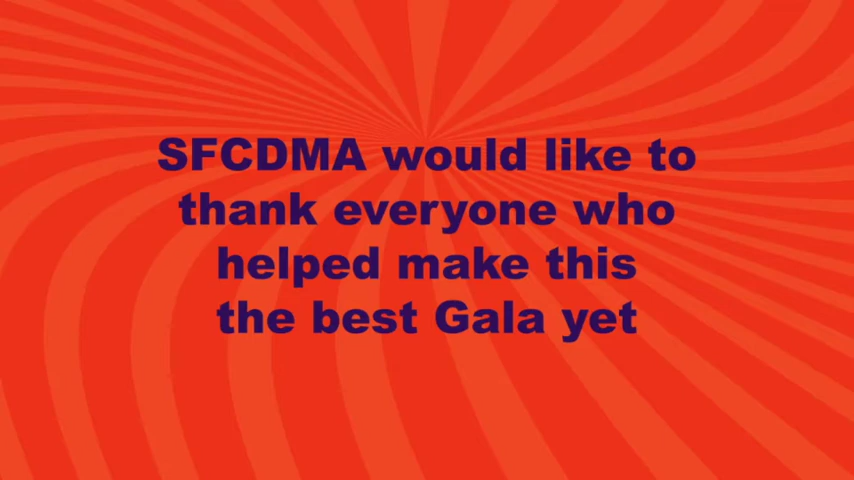 SFCDMA would like to
thank everyone who
helped make this
the best Gala yet